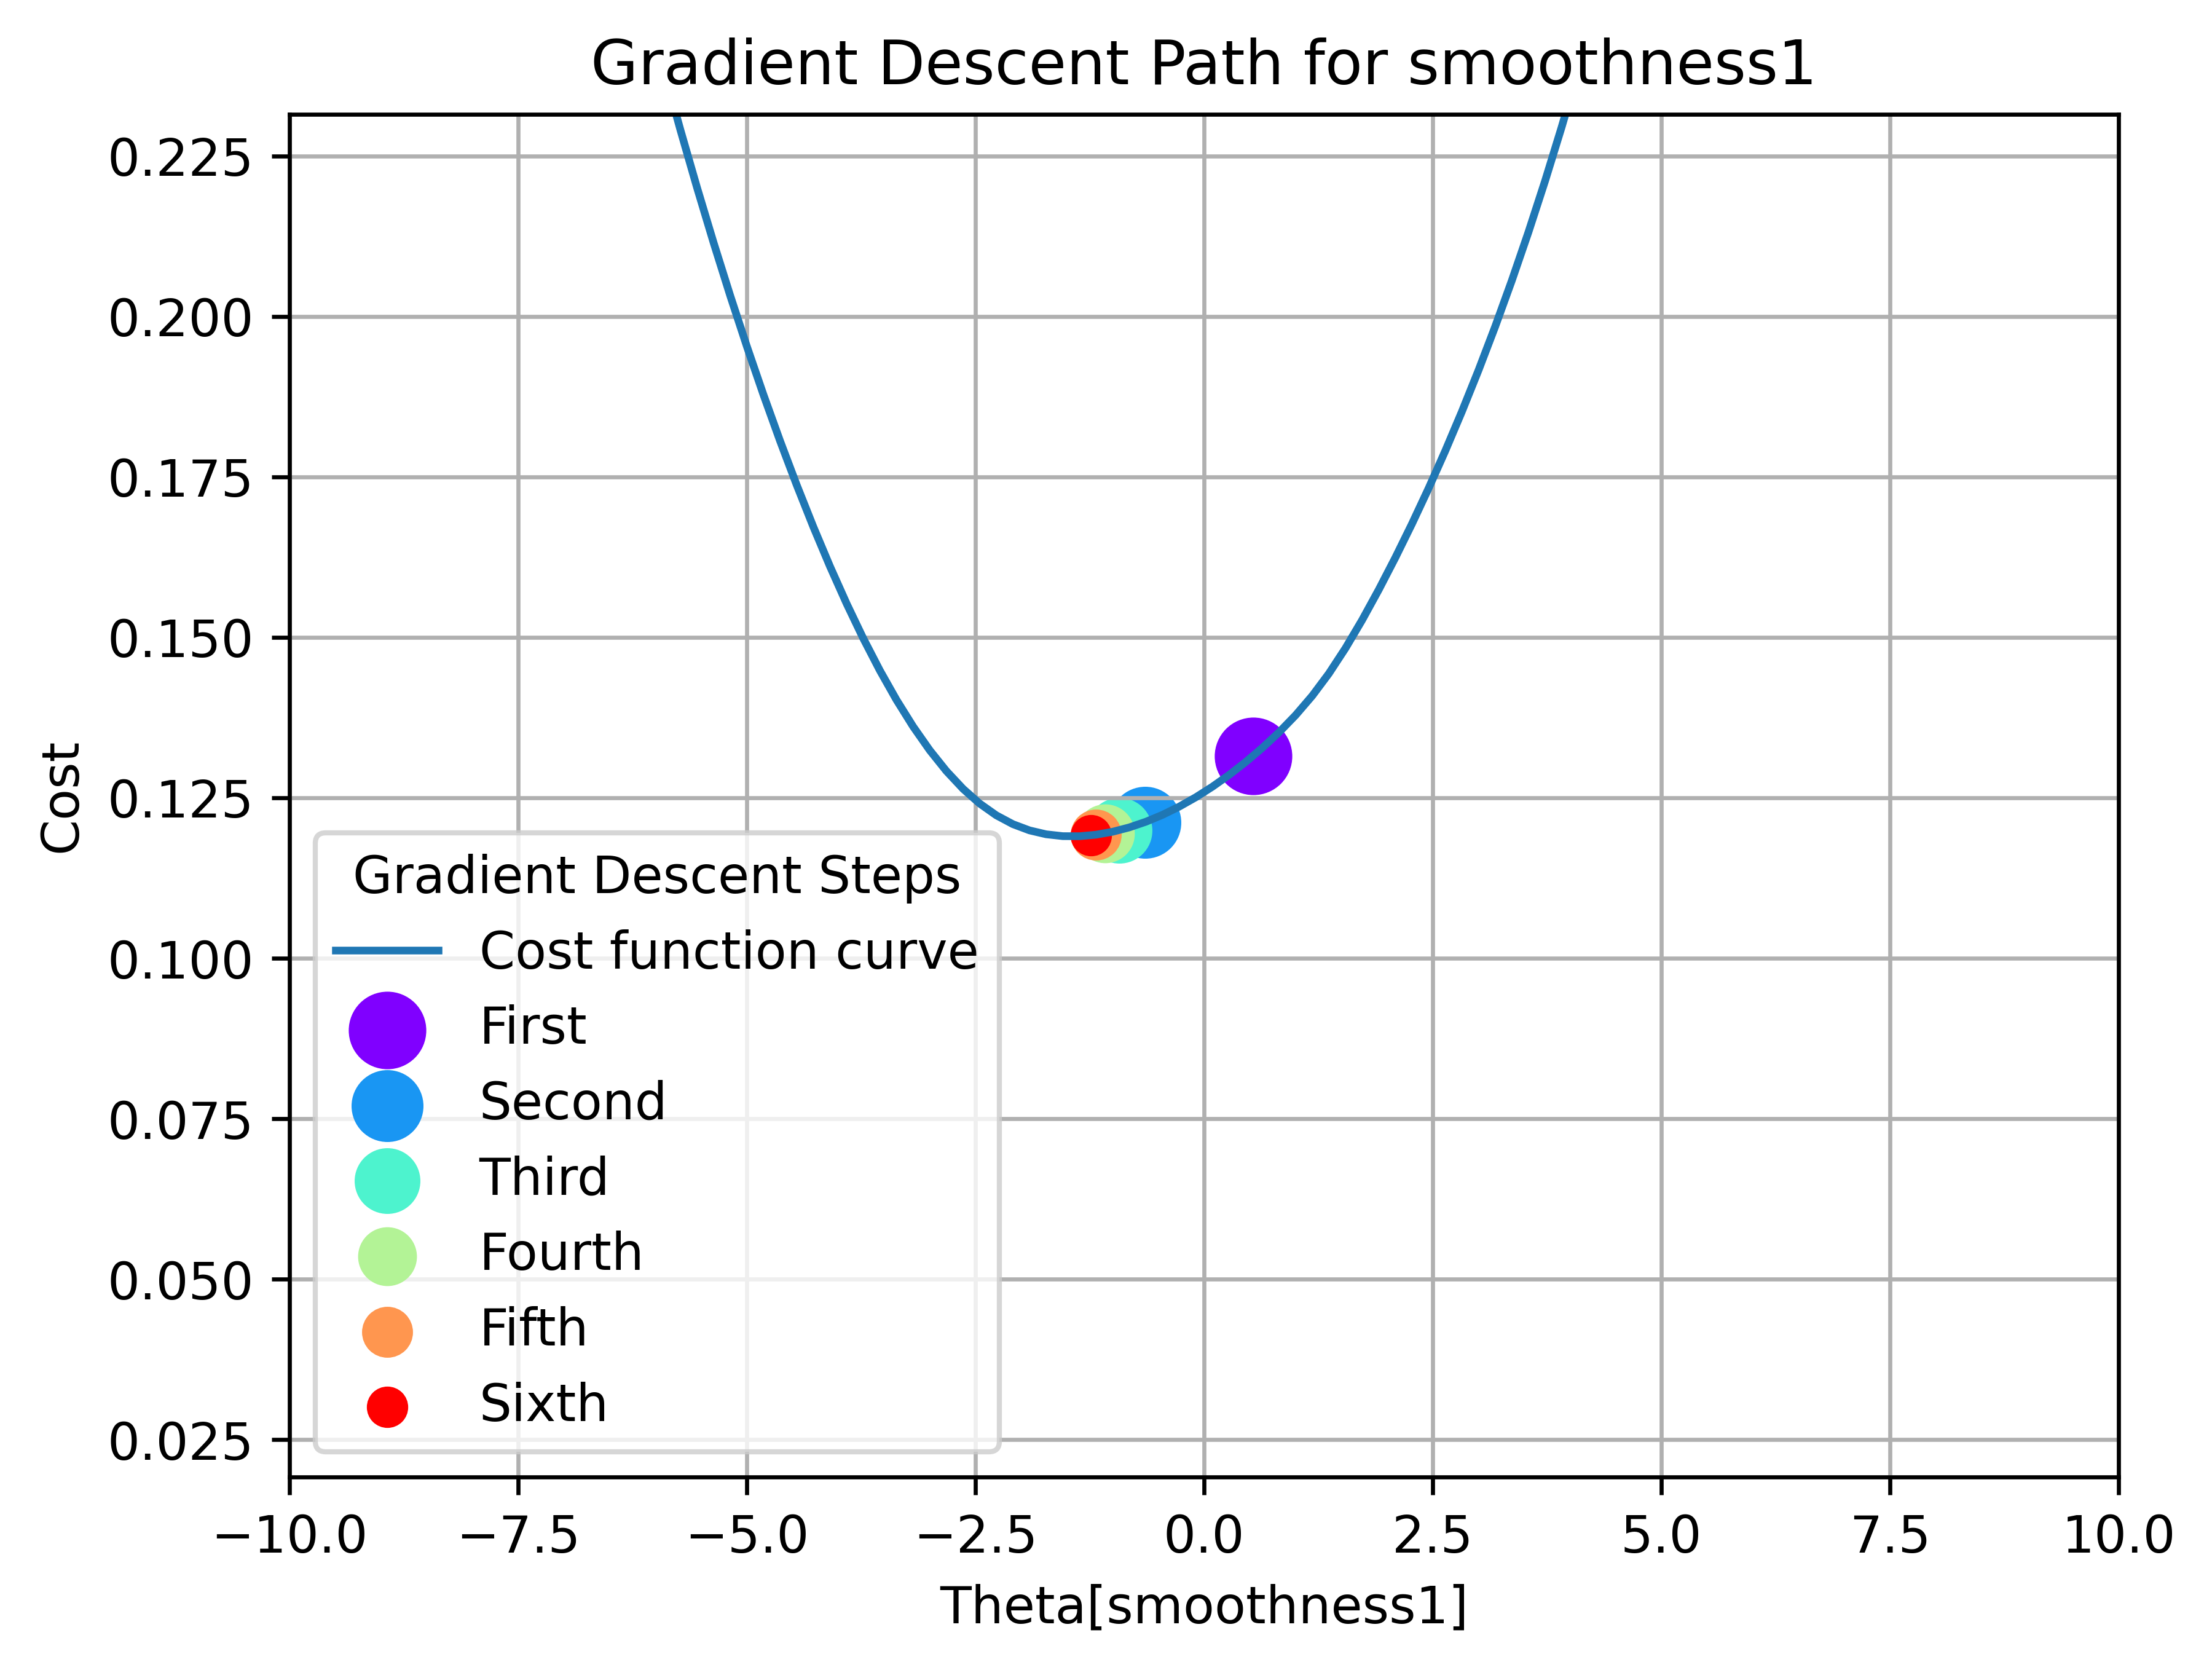 Gradient Descent Path for smoothness1
0.225
0.200
0.175
0.150
0.125
0.100
0.075
0.050
0.025
Cost
Gradient Descent Steps
Cost function curve
First
Second
Third
Fourth
Fifth
Sixth
−10.0 −7.5 −5.0 −2.5 0.0 2.5 5.0 7.5 10.0
Theta[smoothness1]